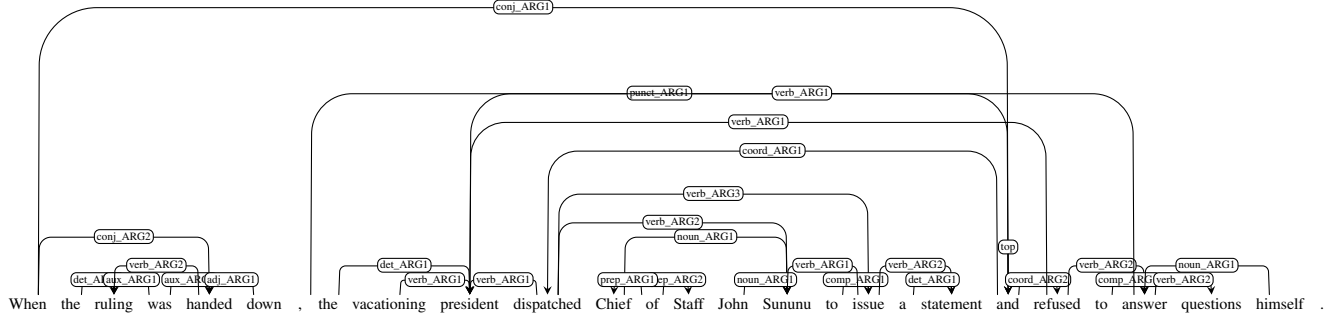 conj_ARG1
punct_ARG1 verb_ARG1
verb_ARG1
coord_ARG1
verb_ARG3
verb_ARG2
conj_ARG2 noun_ARG1
top
verb_ARG2 det_ARG1 verb_ARG1 verb_ARG2 verb_ARG2 noun_ARG1
aux_ARG1 adj_ARG1 verb_ARG1 verb_ARG1 prep_ARG1 noun_ARG1 det_ARG1 coord_ARG2 verb_ARG2
When the ruling was handed down , the vacationing president dispatched Chief of Staff John Sununu to issue a statement and refused to answer questions himself .